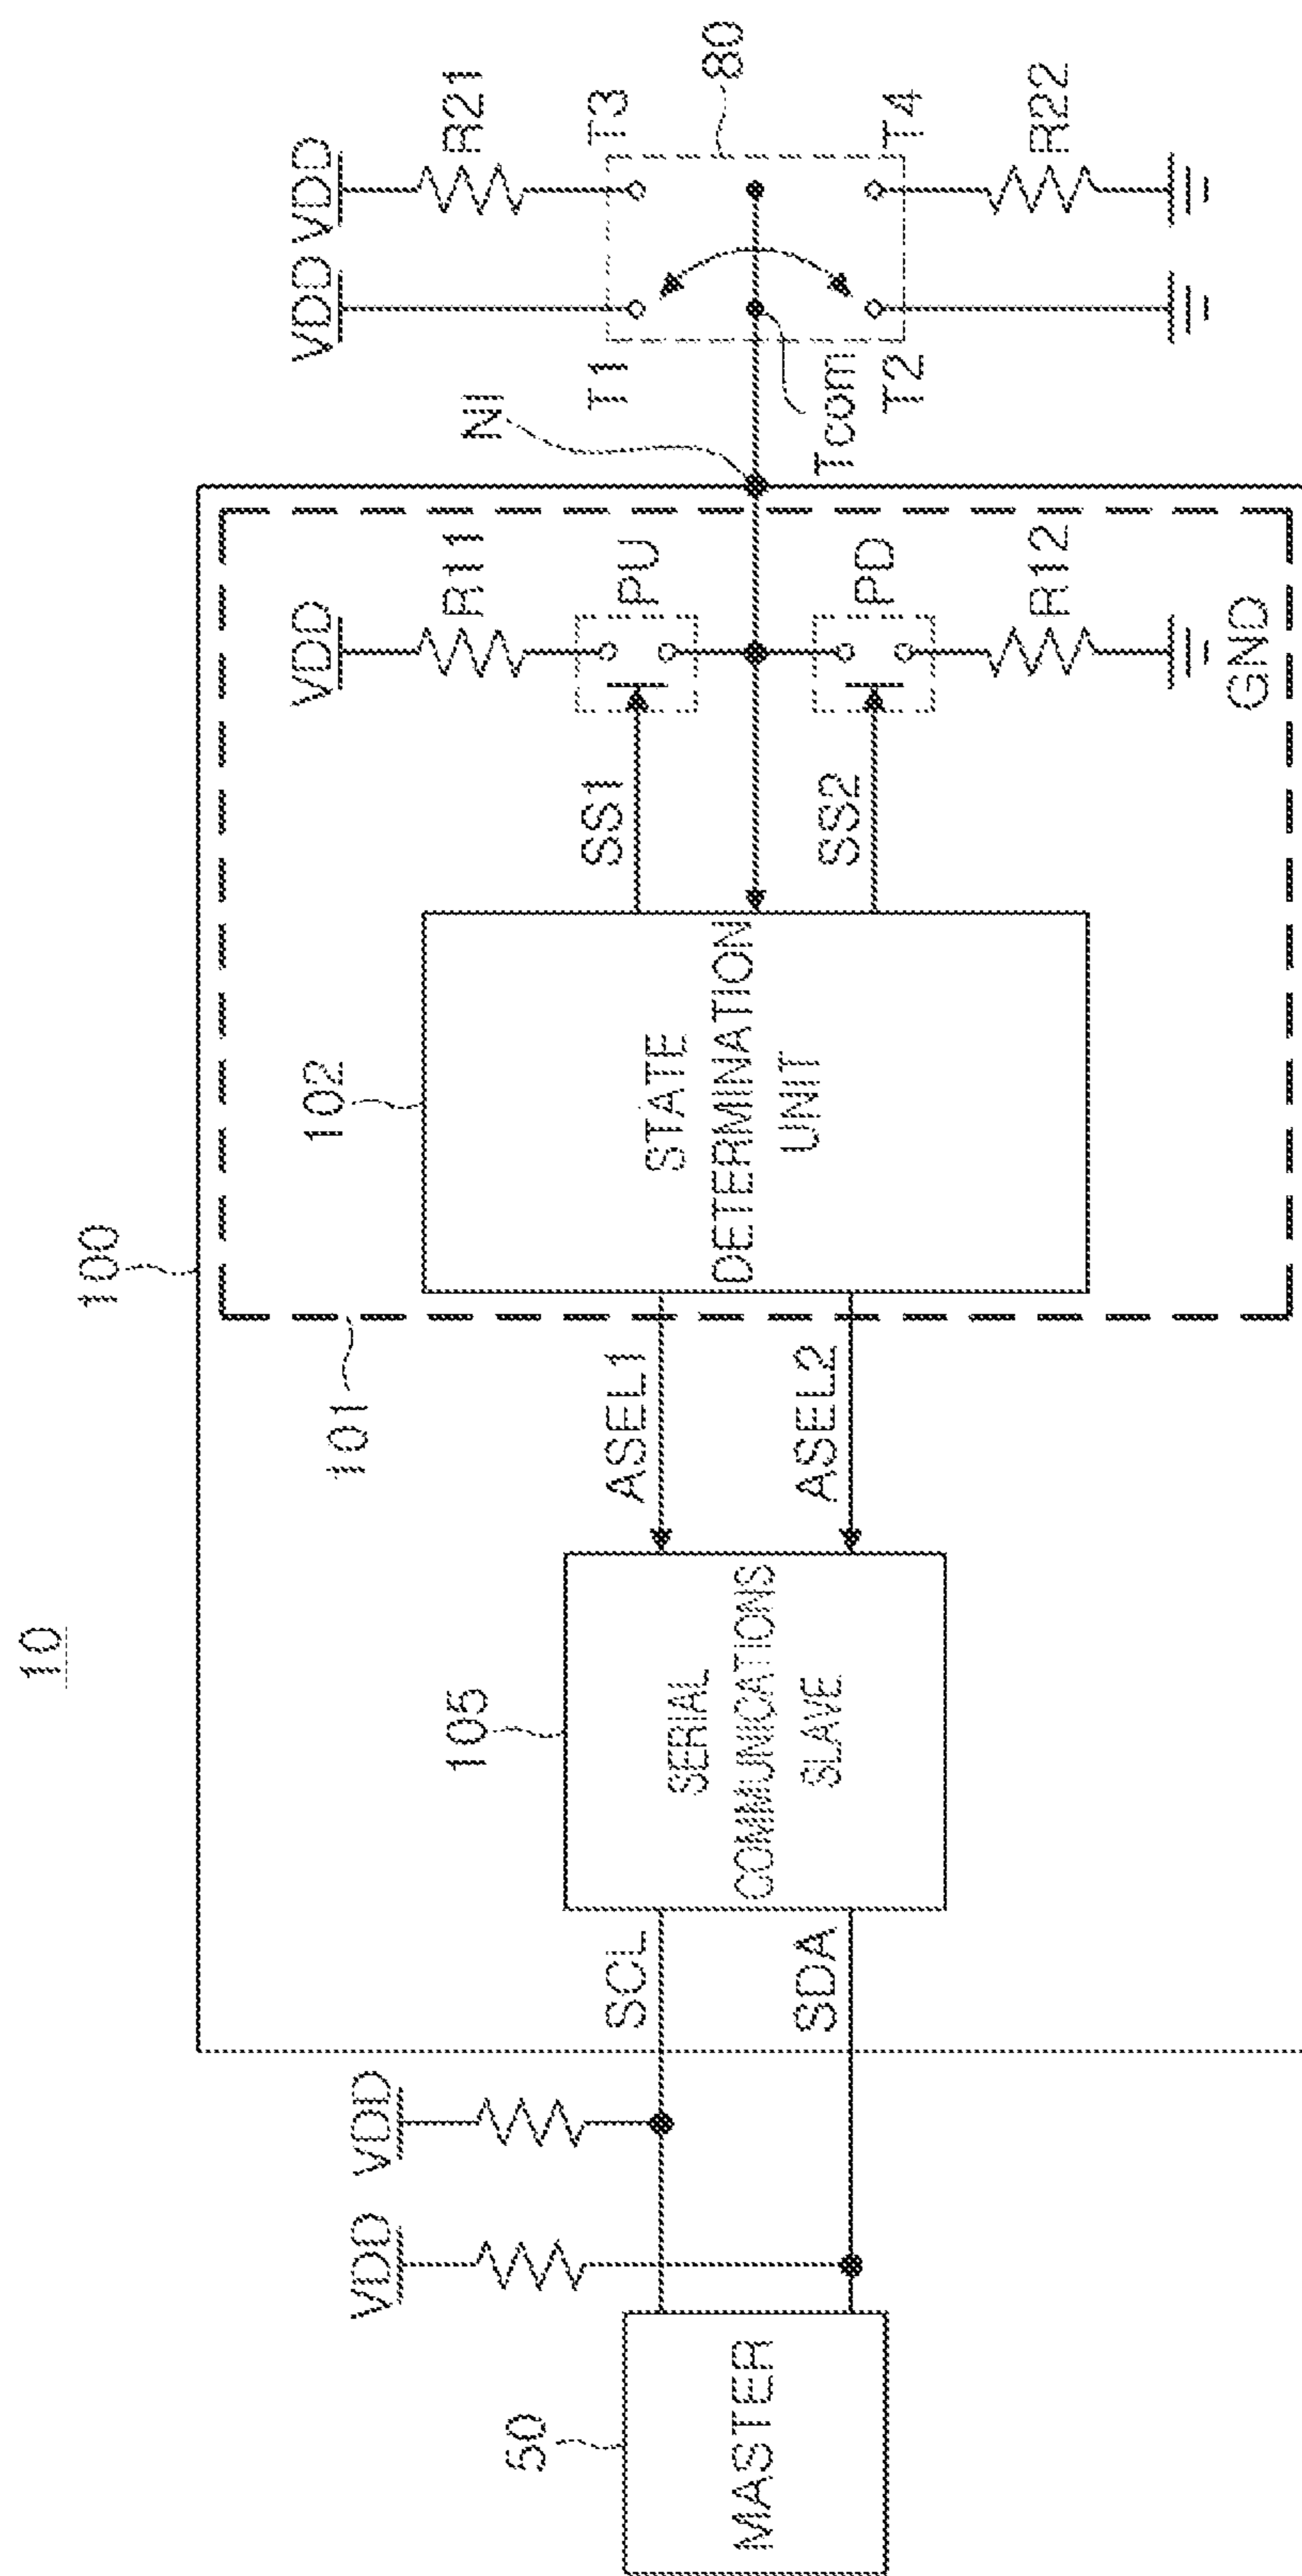 10
100
101
102
105
50
MASTER
VDD
VDD
SCL
SDA
SERIAL
COMMUNICATIONS
SLAVE
ASEL1
ASEL2
STATE
DETERMINATION
UNIT
SS1
SS2
VDD
R11
PU
PD
R12
GND
NI
VDD
VDD
R21
T1
T3
80
Tcom
T2
T4
R22